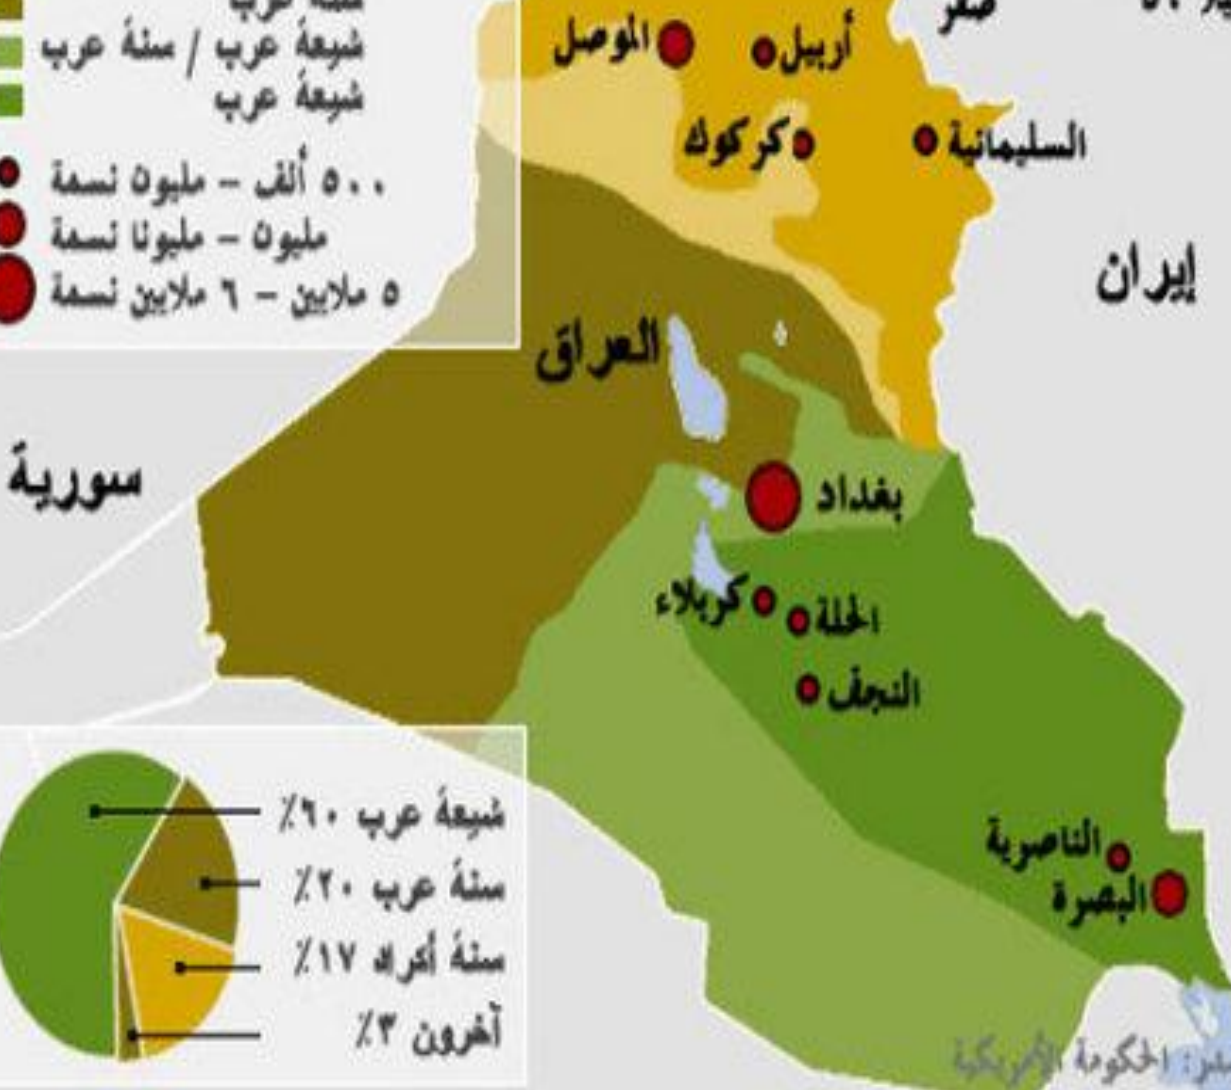 سنة عرب
شيعة عرب / سنة عرب
شيعة عرب
٥٠٠ ألف - مليون نسمة
مليون - مليونا نسمة
٥ ملايين - ٦ ملايين نسمة
الموصل
أربيل
كركوك
السليمانية
إيران
العراق
سورية
بغداد
كربلاء
الحلة
النجف
الناصرية
البصرة
شيعة عرب ٦٠٪
سنة عرب ٢٠٪
سنة أكراد ١٧٪
آخرون ٣٪
الحكومة الأمريكية